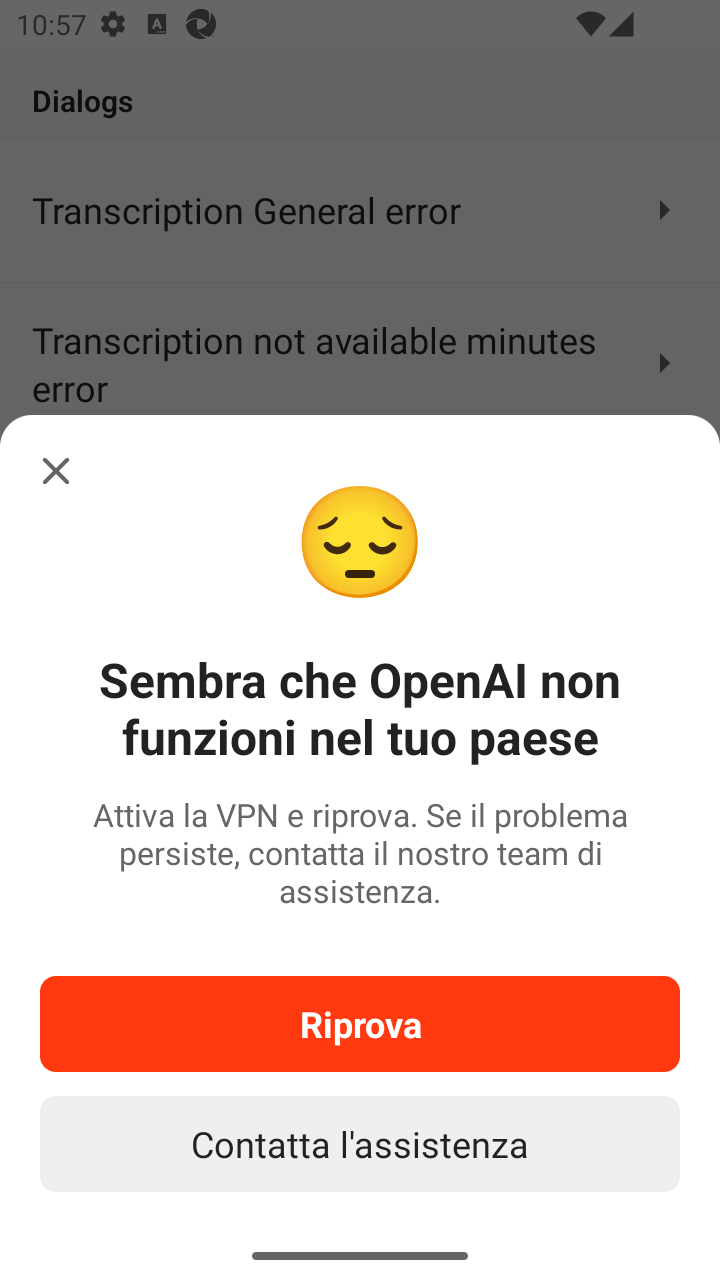 10:57
Dialogs
Transcription General error
Transcription not available minutes
error
Sembra che OpenAI non
funzioni nel tuo paese
Attiva la VPN e riprova. Se il problema
persiste, contatta il nostro team di
assistenza.
Riprova
Contatta l'assistenza